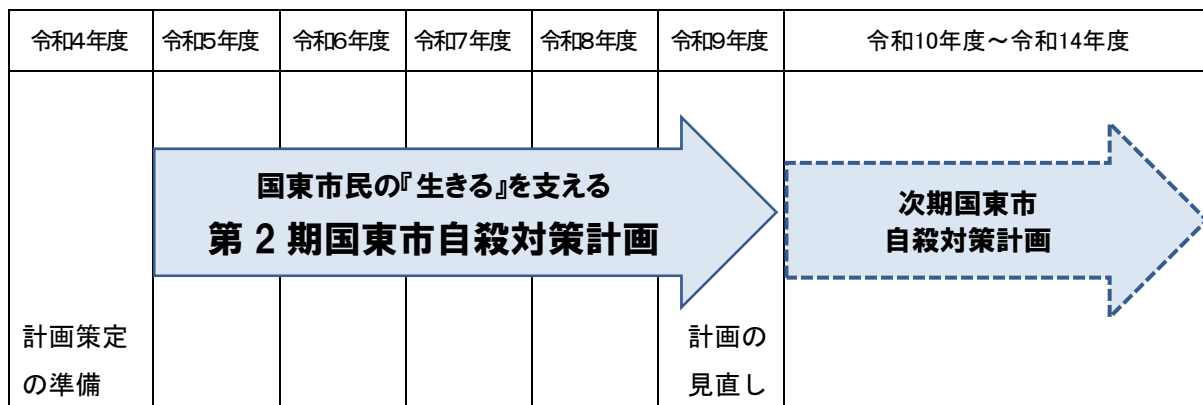 令和4年度 令和5年度 令和6年度 令和7年度 令和8年度 令和9年度 令和10年度～令和14年度
国東市民の『生きる』を支える
第2期国東市自殺対策計画
次期国東市
自殺対策計画
計画策定
の準備
計画の
見直し